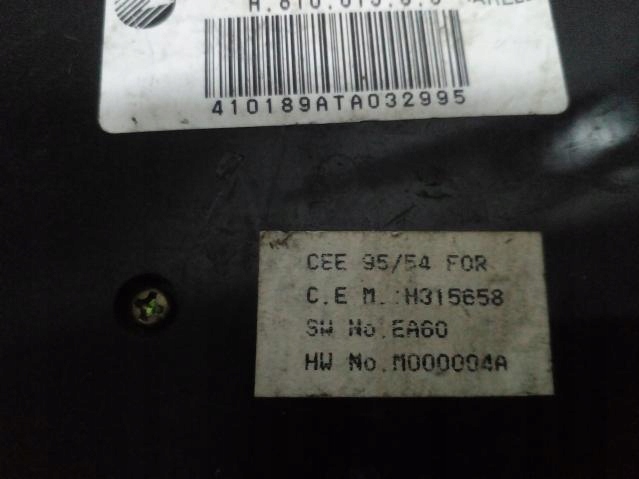 410189ATA032995
CEE 95/54 FOR
C.E M.:H315658
SW No.EA60
HW No.M000004A